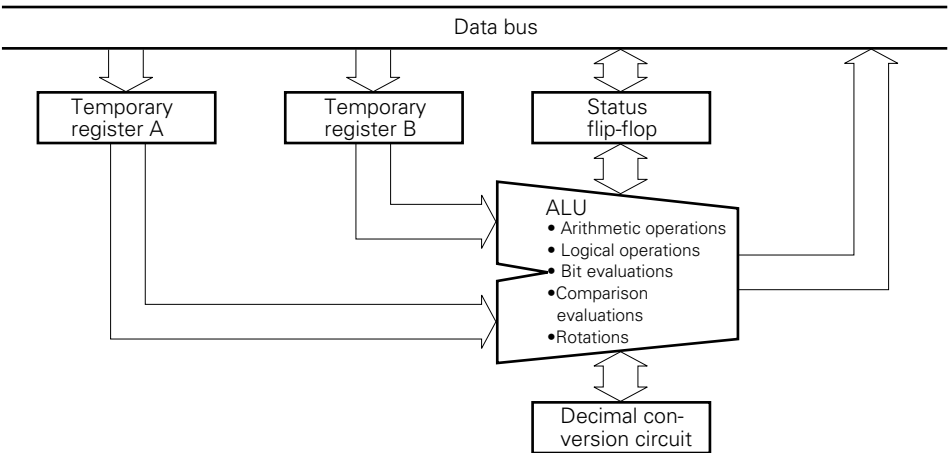 Data bus
Temporary
register A
Temporary
register B
Status
flip-flop
ALU
• Arithmetic operations
• Logical operations
• Bit evaluations
•Comparison
evaluations
•Rotations
Decimal con-
version circuit